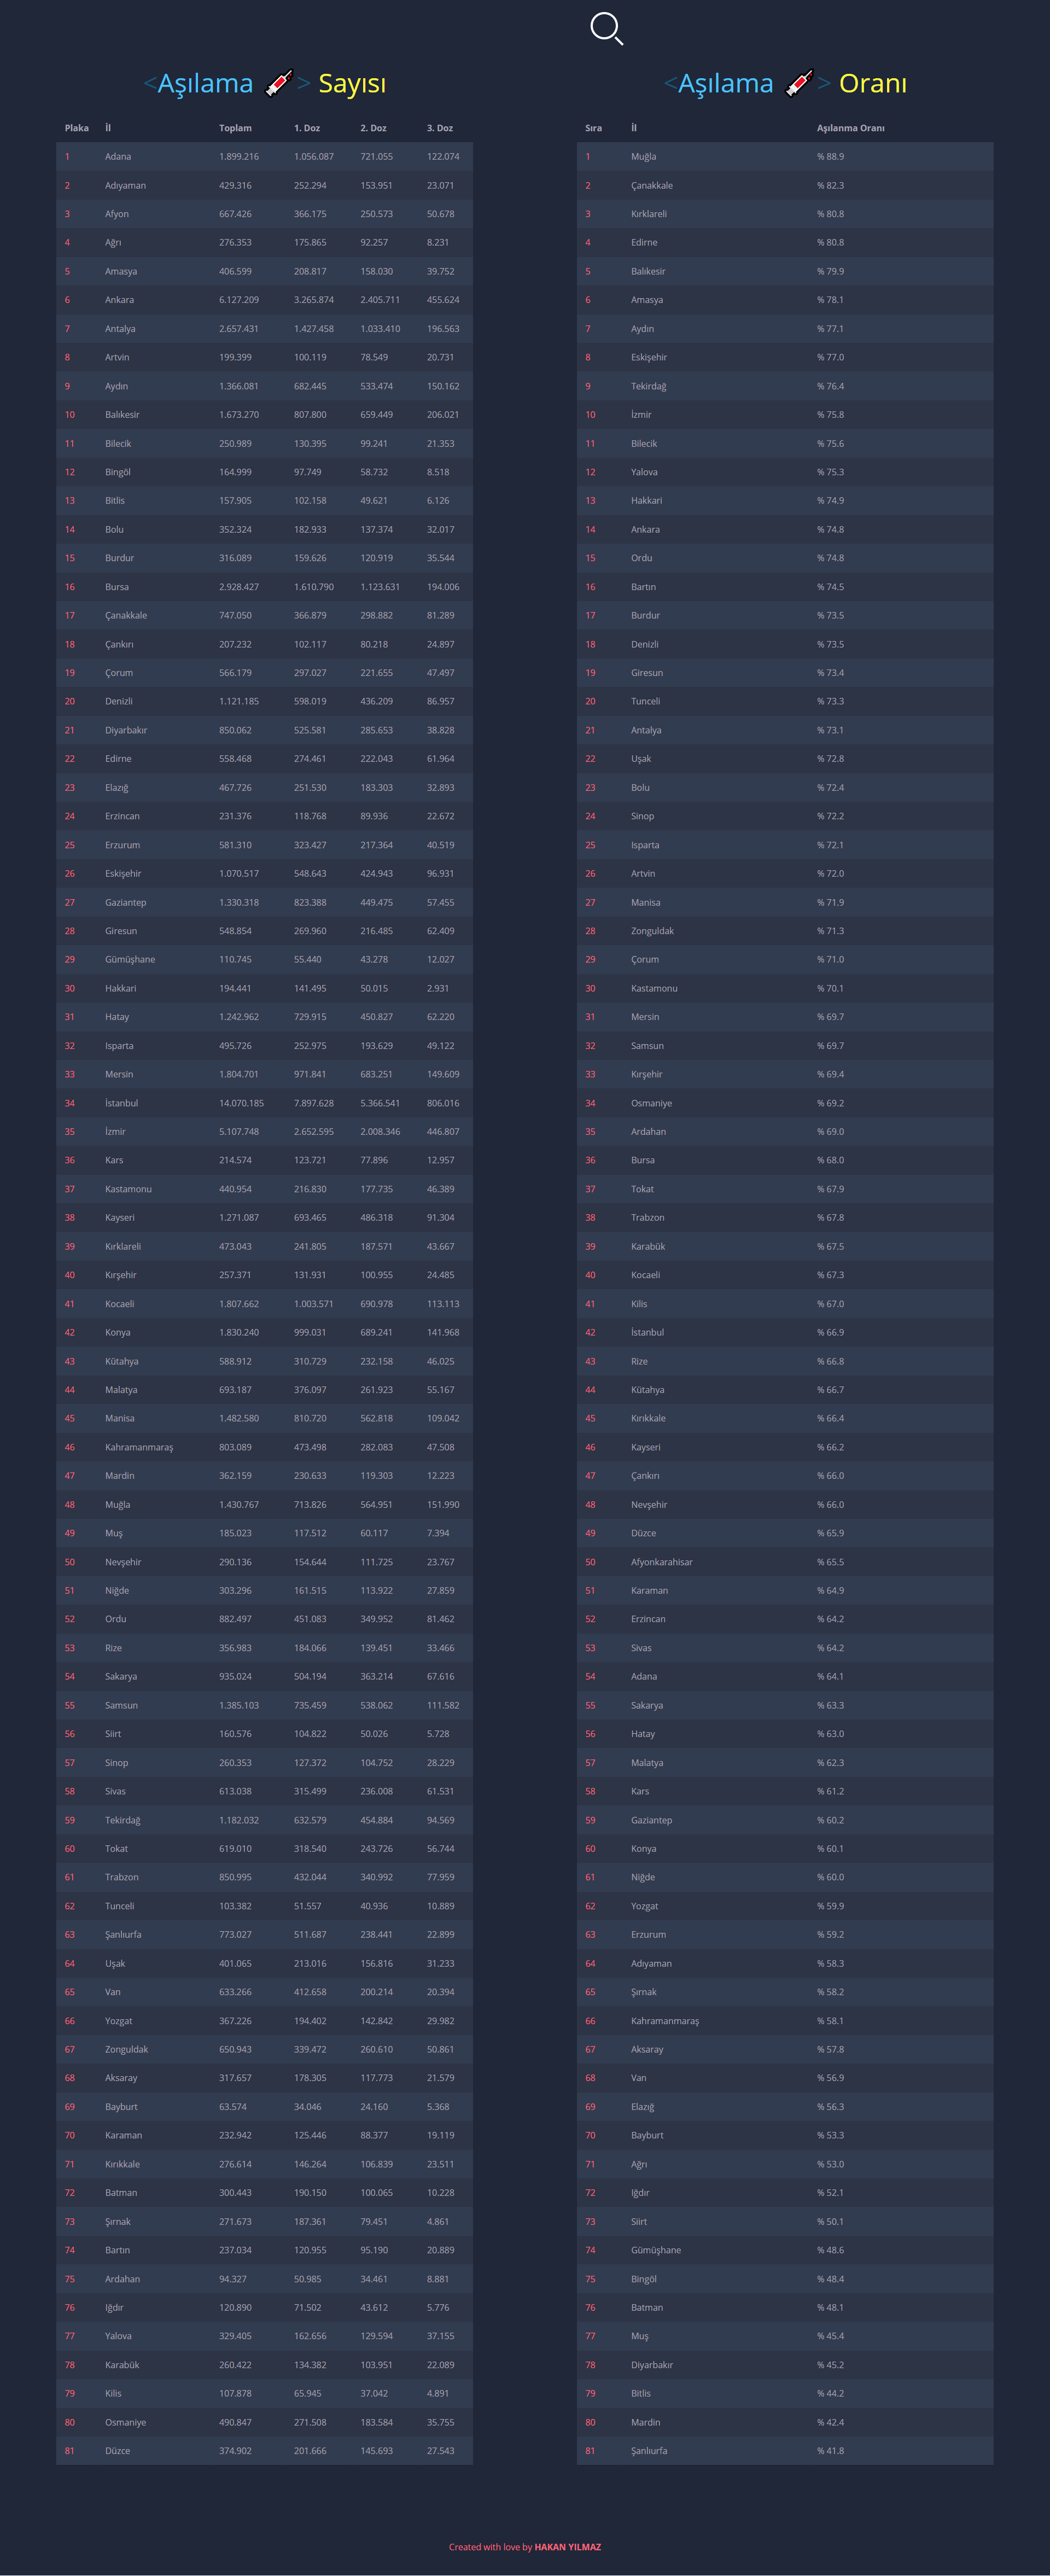 <Aşılama > Sayısı
Plaka İl Toplam 1. Doz 2. Doz 3. Doz
1 Adana 1.899.216 1.056.087 721.055 122.074
2 Adıyaman 429.316 252.294 153.951 23.071
3 Afyon 667.426 366.175 250.573 50.678
4 Ağrı 276.353 175.865 92.257 8.231
5 Amasya 406.599 208.817 158.030 39.752
6 Ankara 6.127.209 3.265.874 2.405.711 455.624
7 Antalya 2.657.431 1.427.458 1.033.410 196.563
8 Artvin 199.399 100.119 78.549 20.731
9 Aydın 1.366.081 682.445 533.474 150.162
10 Balıkesir 1.673.270 807.800 659.449 206.021
11 Bilecik 250.989 130.395 99.241 21.353
12 Bingöl 164.999 97.749 58.732 8.518
13 Bitlis 157.905 102.158 49.621 6.126
14 Bolu 352.324 182.933 137.374 32.017
15 Burdur 316.089 159.626 120.919 35.544
16 Bursa 2.928.427 1.610.790 1.123.631 194.006
17 Çanakkale 747.050 366.879 298.882 81.289
18 Çankırı 207.232 102.117 80.218 24.897
19 Çorum 566.179 297.027 221.655 47.497
20 Denizli 1.121.185 598.019 436.209 86.957
21 Diyarbakır 850.062 525.581 285.653 38.828
22 Edirne 558.468 274.461 222.043 61.964
23 Elazığ 467.726 251.530 183.303 32.893
24 Erzincan 231.376 118.768 89.936 22.672
25 Erzurum 581.310 323.427 217.364 40.519
26 Eskişehir 1.070.517 548.643 424.943 96.931
27 Gaziantep 1.330.318 823.388 449.475 57.455
28 Giresun 548.854 269.960 216.485 62.409
29 Gümüşhane 110.745 55.440 43.278 12.027
30 Hakkari 194.441 141.495 50.015 2.931
31 Hatay 1.242.962 729.915 450.827 62.220
32 Isparta 495.726 252.975 193.629 49.122
33 Mersin 1.804.701 971.841 683.251 149.609
34 İstanbul 14.070.185 7.897.628 5.366.541 806.016
35 İzmir 5.107.748 2.652.595 2.008.346 446.807
36 Kars 214.574 123.721 77.896 12.957
37 Kastamonu 440.954 216.830 177.735 46.389
38 Kayseri 1.271.087 693.465 486.318 91.304
39 Kırklareli 473.043 241.805 187.571 43.667
40 Kırşehir 257.371 131.931 100.955 24.485
41 Kocaeli 1.807.662 1.003.571 690.978 113.113
42 Konya 1.830.240 999.031 689.241 141.968
43 Kütahya 588.912 310.729 232.158 46.025
44 Malatya 693.187 376.097 261.923 55.167
45 Manisa 1.482.580 810.720 562.818 109.042
46 Kahramanmaraş 803.089 473.498 282.083 47.508
47 Mardin 362.159 230.633 119.303 12.223
48 Muğla 1.430.767 713.826 564.951 151.990
49 Muş 185.023 117.512 60.117 7.394
50 Nevşehir 290.136 154.644 111.725 23.767
51 Niğde 303.296 161.515 113.922 27.859
52 Ordu 882.497 451.083 349.952 81.462
53 Rize 356.983 184.066 139.451 33.466
54 Sakarya 935.024 504.194 363.214 67.616
55 Samsun 1.385.103 735.459 538.062 111.582
56 Siirt 160.576 104.822 50.026 5.728
57 Sinop 260.353 127.372 104.752 28.229
58 Sivas 613.038 315.499 236.008 61.531
59 Tekirdağ 1.182.032 632.579 454.884 94.569
60 Tokat 619.010 318.540 243.726 56.744
61 Trabzon 850.995 432.044 340.992 77.959
62 Tunceli 103.382 51.557 40.936 10.889
63 Şanlıurfa 773.027 511.687 238.441 22.899
64 Uşak 401.065 213.016 156.816 31.233
65 Van 633.266 412.658 200.214 20.394
66 Yozgat 367.226 194.402 142.842 29.982
67 Zonguldak 650.943 339.472 260.610 50.861
68 Aksaray 317.657 178.305 117.773 21.579
69 Bayburt 63.574 34.046 24.160 5.368
70 Karaman 232.942 125.446 88.377 19.119
71 Kırıkkale 276.614 146.264 106.839 23.511
72 Batman 300.443 190.150 100.065 10.228
73 Şırnak 271.673 187.361 79.451 4.861
74 Bartın 237.034 120.955 95.190 20.889
75 Ardahan 94.327 50.985 34.461 8.881
76 Iğdır 120.890 71.502 43.612 5.776
77 Yalova 329.405 162.656 129.594 37.155
78 Karabük 260.422 134.382 103.951 22.089
79 Kilis 107.878 65.945 37.042 4.891
80 Osmaniye 490.847 271.508 183.584 35.755
81 Düzce 374.902 201.666 145.693 27.543
<Aşılama > Oranı
Sıra İl Aşılanma Oranı
1 Muğla % 88.9
2 Çanakkale % 82.3
3 Kırklareli % 80.8
4 Edirne % 80.8
5 Balıkesir % 79.9
6 Amasya % 78.1
7 Aydın % 77.1
8 Eskişehir % 77.0
9 Tekirdağ % 76.4
10 İzmir % 75.8
11 Bilecik % 75.6
12 Yalova % 75.3
13 Hakkari % 74.9
14 Ankara % 74.8
15 Ordu % 74.8
16 Bartın % 74.5
17 Burdur % 73.5
18 Denizli % 73.5
19 Giresun % 73.4
20 Tunceli % 73.3
21 Antalya % 73.1
22 Uşak % 72.8
23 Bolu % 72.4
24 Sinop % 72.2
25 Isparta % 72.1
26 Artvin % 72.0
27 Manisa % 71.9
28 Zonguldak % 71.3
29 Çorum % 71.0
30 Kastamonu % 70.1
31 Mersin % 69.7
32 Samsun % 69.7
33 Kırşehir % 69.4
34 Osmaniye % 69.2
35 Ardahan % 69.0
36 Bursa % 68.0
37 Tokat % 67.9
38 Trabzon % 67.8
39 Karabük % 67.5
40 Kocaeli % 67.3
41 Kilis % 67.0
42 İstanbul % 66.9
43 Rize % 66.8
44 Kütahya % 66.7
45 Kırıkkale % 66.4
46 Kayseri % 66.2
47 Çankırı % 66.0
48 Nevşehir % 66.0
49 Düzce % 65.9
50 Afyonkarahisar % 65.5
51 Karaman % 64.9
52 Erzincan % 64.2
53 Sivas % 64.2
54 Adana % 64.1
55 Sakarya % 63.3
56 Hatay % 63.0
57 Malatya % 62.3
58 Kars % 61.2
59 Gaziantep % 60.2
60 Konya % 60.1
61 Niğde % 60.0
62 Yozgat % 59.9
63 Erzurum % 59.2
64 Adıyaman % 58.3
65 Şırnak % 58.2
66 Kahramanmaraş % 58.1
67 Aksaray % 57.8
68 Van % 56.9
69 Elazığ % 56.3
70 Bayburt % 53.3
71 Ağrı % 53.0
72 Iğdır % 52.1
73 Siirt % 50.1
74 Gümüşhane % 48.6
75 Bingöl % 48.4
76 Batman % 48.1
77 Muş % 45.4
78 Diyarbakır % 45.2
79 Bitlis % 44.2
80 Mardin % 42.4
81 Şanlıurfa % 41.8
Created with love by HAKAN YILMAZ